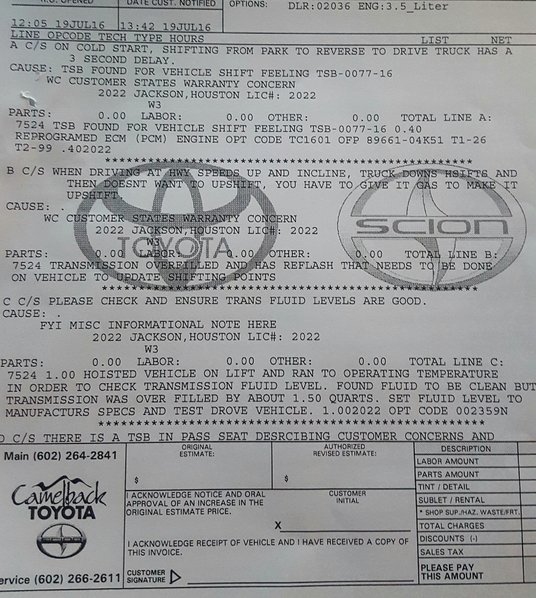 R.O. OPENED
DATE CUST. NOTIFIED
OPTIONS: DLR:02036 ENG:3.5_Liter
12:05 19JUL16 13:42 19JUL16
LINE OPCODE TECH TYPE HOURS LIST NET
A C/S ON COLD START, SHIFTING FROM PARK TO REVERSE TO DRIVE TRUCK HAS A
3 SECOND DELAY.
CAUSE: TSB FOUND FOR VEHICLE SHIFT FEELING TSB-0077-16
WC CUSTOMER STATES WARRANTY CONCERN
2022 JACKSON,HOUSTON LIC#: 2022
W3
PARTS: 0.00 LABOR: 0.00 OTHER: 0.00 TOTAL LINE A:
7524 TSB FOUND FOR VEHICLE SHIFT FEELING TSB-0077-16 0.40
REPROGRAMED ECM (PCM) ENGINE OPT CODE TC1601 OFP 89661-04K51 T1-26
T2-99 .402022
***************************************************
B C/S WHEN DRIVING AT HWY SPEEDS UP AND INCLINE, TRUCK DOWNS HSIFTS AND
THEN DOESNT WANT TO UPSHIFT, YOU HAVE TO GIVE IT GAS TO MAKE IT
UPSHIFT
CAUSE: .
WC CUSTOMER STATES WARRANTY CONCERN
2022 JACKSON,HOUSTON LIC#: 2022
W3
TOYOTA
SCION
PARTS: 0.00 LABOR: 0.00 OTHER: 0.00 TOTAL LINE B:
7524 TRANSMISSION OVERFILLED AND HAS REFLASH THAT NEEDS TO BE DONE
ON VEHICLE TO UPDATE SHIFTING POINTS
***************************************************
C C/S PLEASE CHECK AND ENSURE TRANS FLUID LEVELS ARE GOOD.
CAUSE: .
FYI MISC INFORMATIONAL NOTE HERE
2022 JACKSON,HOUSTON LIC#: 2022
W3
PARTS: 0.00 LABOR: 0.00 OTHER: 0.00 TOTAL LINE C:
7524 1.00 HOISTED VEHICLE ON LIFT AND RAN TO OPERATING TEMPERATURE
IN ORDER TO CHECK TRANSMISSION FLUID LEVEL. FOUND FLUID TO BE CLEAN BUT
TRANSMISSION WAS OVER FILLED BY ABOUT 1.50 QUARTS. SET FLUID LEVEL TO
MANUFACTURS SPECS AND TEST DROVE VEHICLE. 1.002022 OPT CODE 002359N
***************************************************
D C/S THERE IS A TSB IN PASS SEAT DESRCIBING CUSTOMER CONCERNS AND
Main (602) 264-2841
Camelback
TOYOTA
SCION
ervice (602) 266-2611
ORIGINAL
ESTIMATE:
$
AUTHORIZED
REVISED ESTIMATE:
$
I ACKNOWLEDGE NOTICE AND ORAL
APPROVAL OF AN INCREASE IN THE
ORIGINAL ESTIMATE PRICE.
CUSTOMER
INITIAL
X
I ACKNOWLEDGE RECEIPT OF VEHICLE AND I HAVE RECEIVED A COPY OF
THIS INVOICE.
CUSTOMER
SIGNATURE
DESCRIPTION
LABOR AMOUNT
PARTS AMOUNT
TINT / DETAIL
SUBLET / RENTAL
* SHOP SUP./HAZ. WASTE/FRT.
TOTAL CHARGES
DISCOUNTS (-)
SALES TAX
PLEASE PAY
THIS AMOUNT